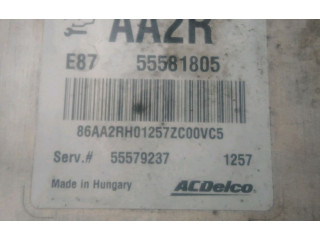 AA2R
E87 55581805
86AA2RH01257ZC00VC5
Serv.# 55579237 1257
Made in Hungary ACDelco